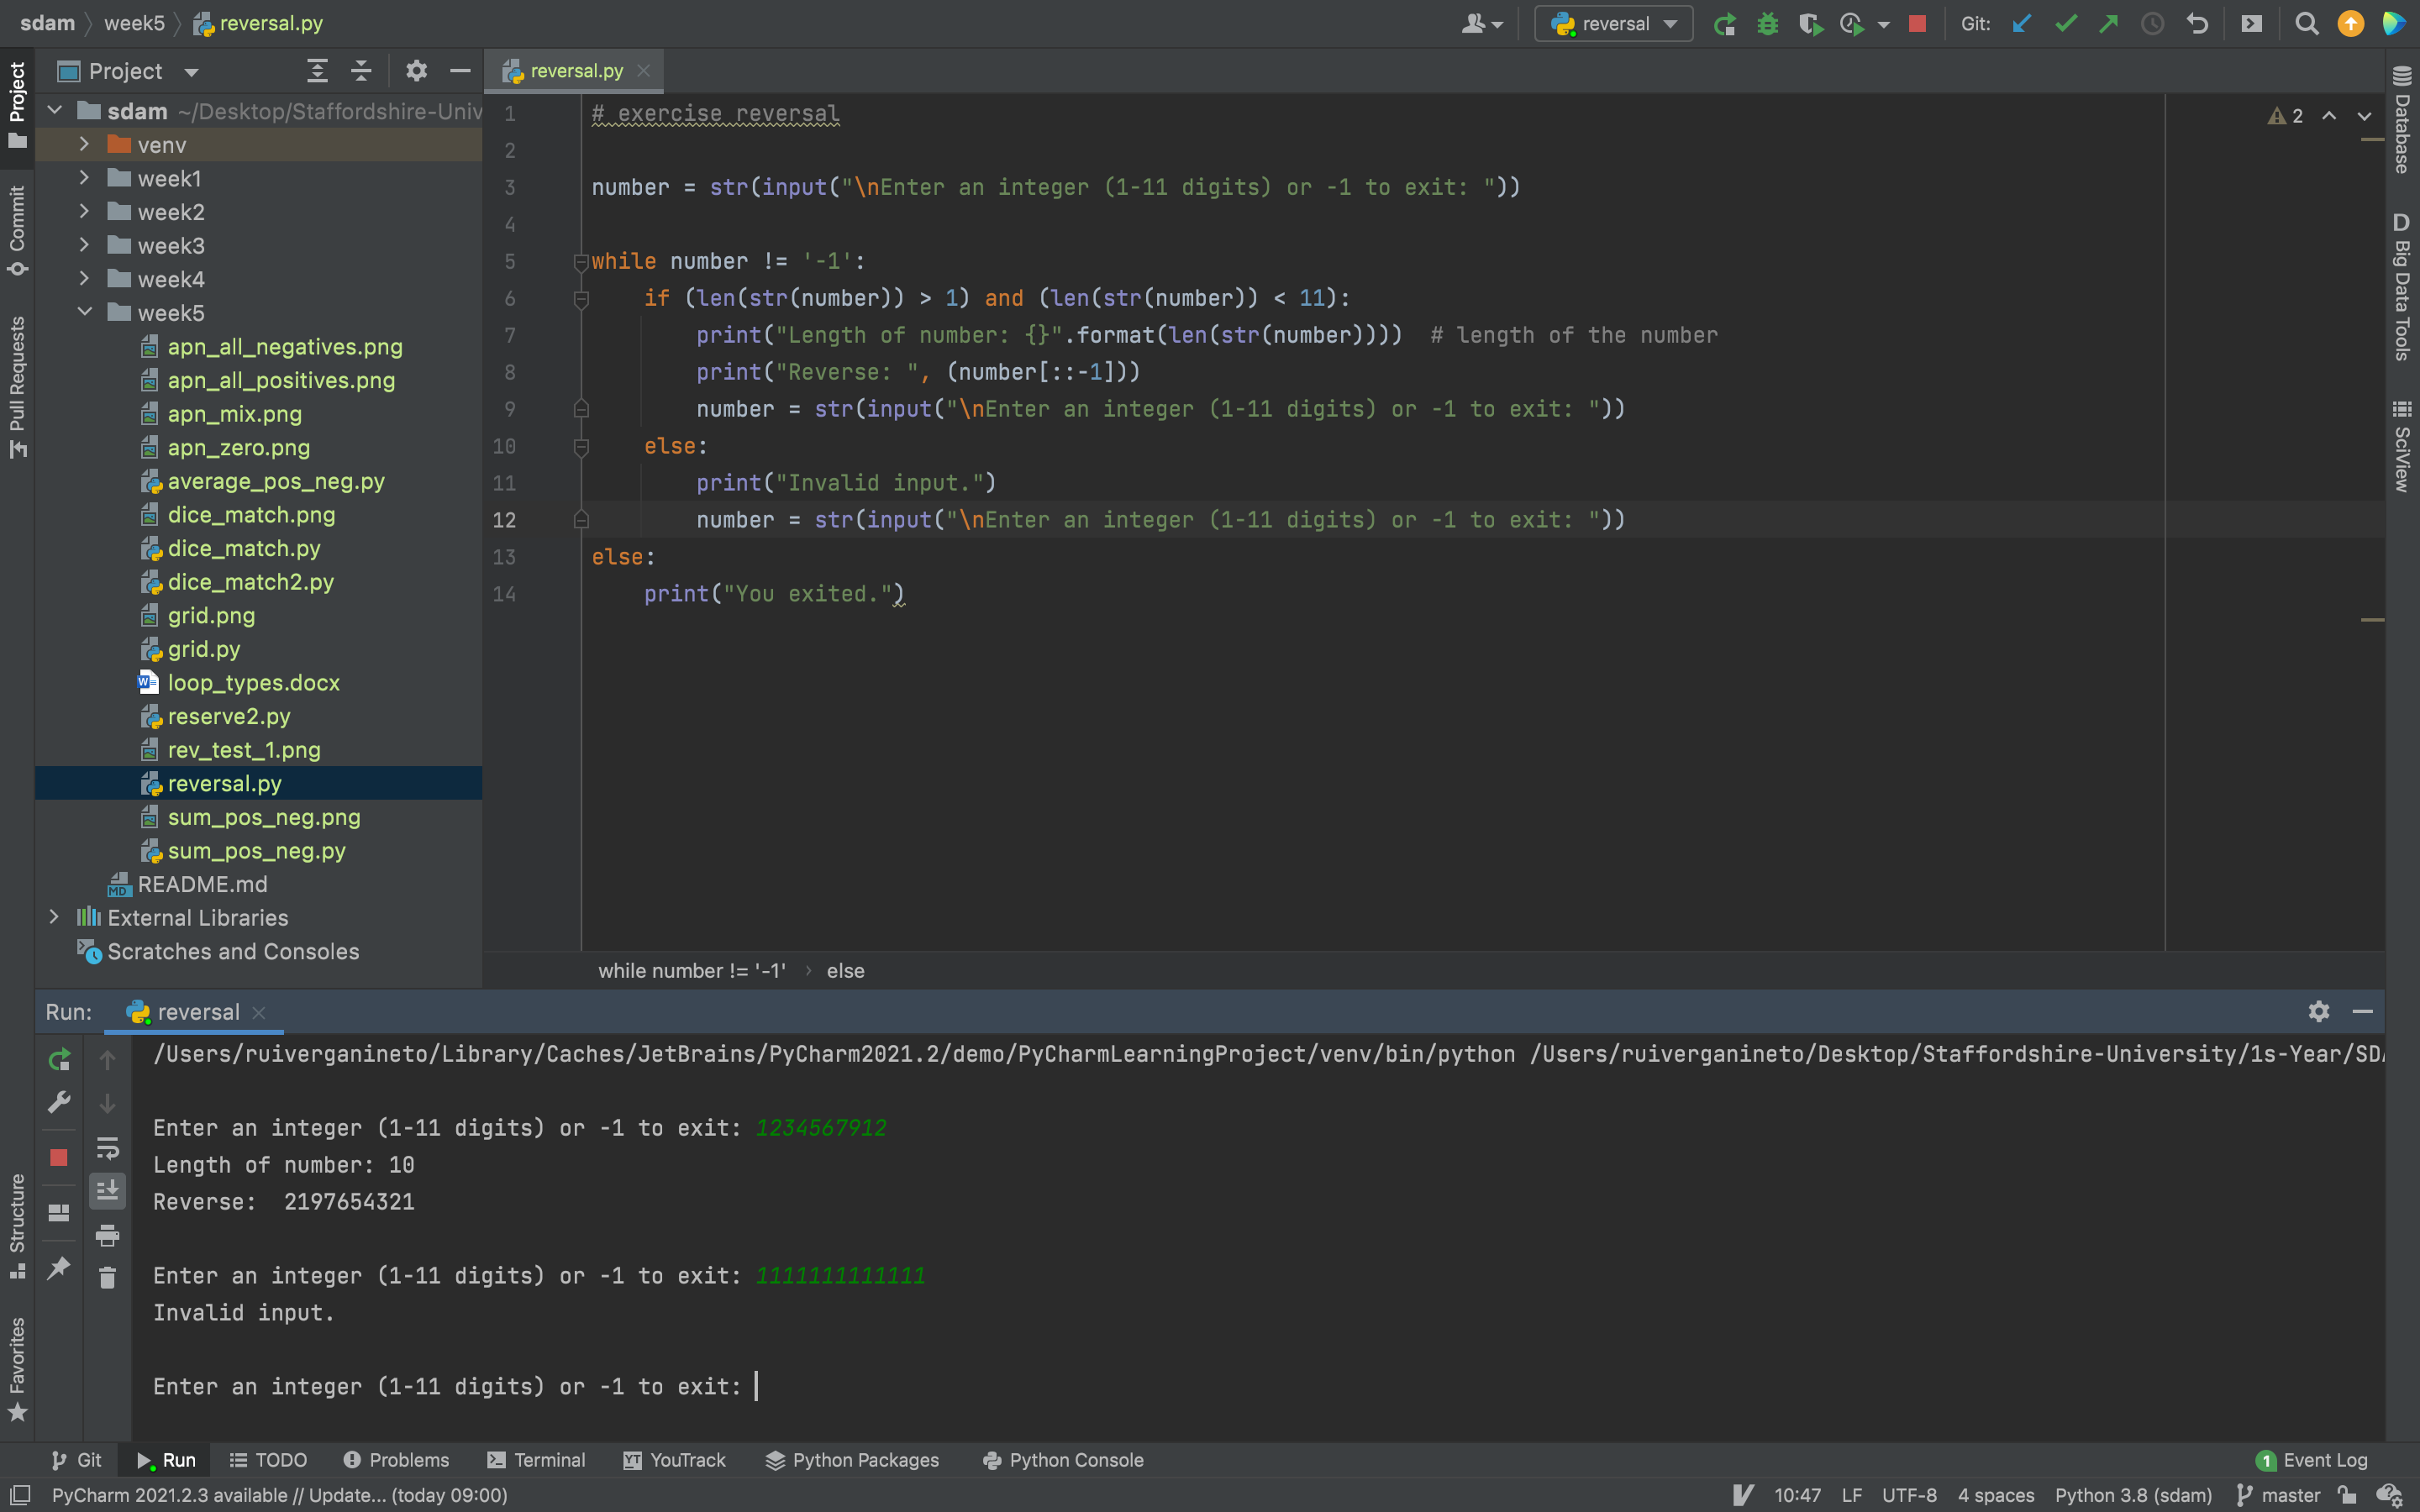 sdam week5 reversal.py
reversal
Git:
Project
reversal.py
2
sdam ~/Desktop/Staffordshire-Univ
venv
week1
week2
week3
week4
week5
apn_all_negatives.png
apn_all_positives.png
apn_mix.png
apn_zero.png
average_pos_neg.py
dice_match.png
dice_match.py
dice_match2.py
grid.png
grid.py
loop_types.docx
reserve2.py
rev_test_1.png
reversal.py
sum_pos_neg.png
sum_pos_neg.py
README.md
External Libraries
Scratches and Consoles
1 # exercise reversal
2
3 number = str(input("\nEnter an integer (1-11 digits) or -1 to exit: "))
4
5 while number != '-1':
6 if (len(str(number)) > 1) and (len(str(number)) < 11):
7 print("Length of number: {}".format(len(str(number)))) # length of the number
8 print("Reverse: ", (number[::-1]))
9 number = str(input("\nEnter an integer (1-11 digits) or -1 to exit: "))
10 else:
11 print("Invalid input.")
12 number = str(input("\nEnter an integer (1-11 digits) or -1 to exit: "))
13 else:
14 print("You exited.")
while number != '-1' › else
Project
Commit
Pull Requests
Structure
Favorites
Database
D Big Data Tools
SciView
Run: reversal
/Users/ruiverganineto/Library/Caches/JetBrains/PyCharm2021.2/demo/PyCharmLearningProject/venv/bin/python /Users/ruiverganineto/Desktop/Staffordshire-University/1s-Year/SDA
Enter an integer (1-11 digits) or -1 to exit: 1234567912
Length of number: 10
Reverse:  2197654321
Enter an integer (1-11 digits) or -1 to exit: 1111111111111
Invalid input.
Enter an integer (1-11 digits) or -1 to exit:
Git Run TODO Problems Terminal YouTrack Python Packages Python Console 1 Event Log
PyCharm 2021.2.3 available // Update... (today 09:00) 10:47 LF UTF-8 4 spaces Python 3.8 (sdam) master